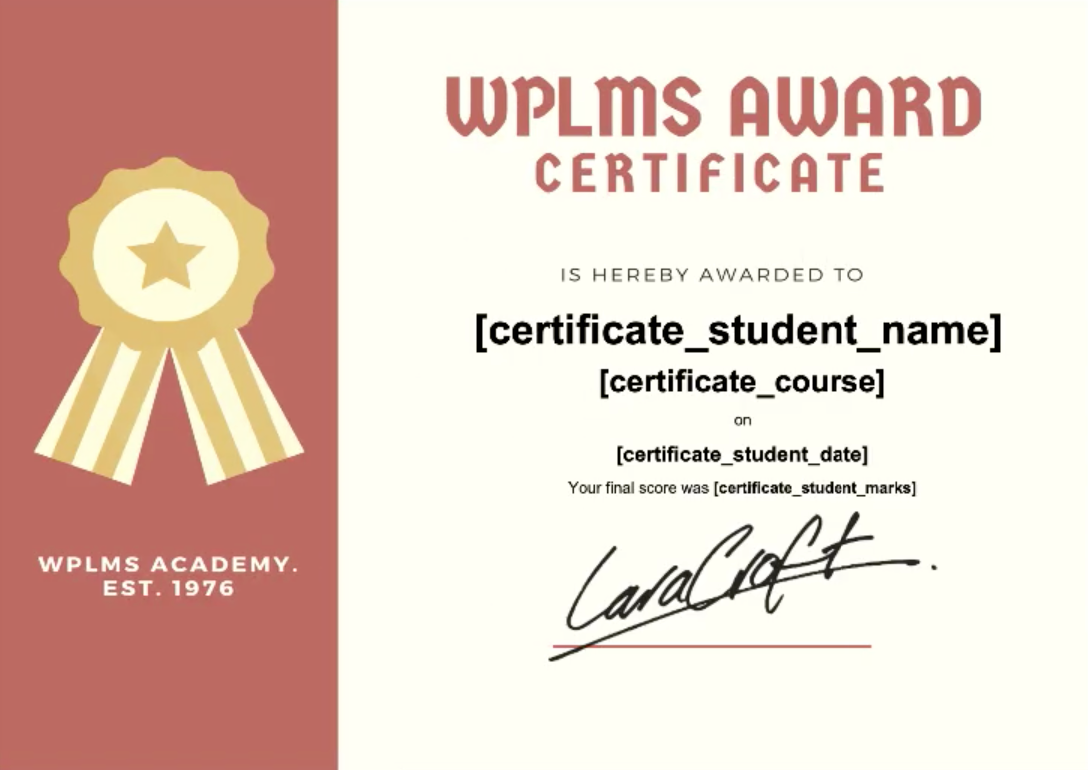 WPLMS AWARD
CERTIFICATE
IS HEREBY AWARDED TO
[certificate_student_name]
[certificate_course]
on
[certificate_student_date]
Your final score was [certificate_student_marks]
LaraCroft.
WPLMS ACADEMY.
EST. 1976